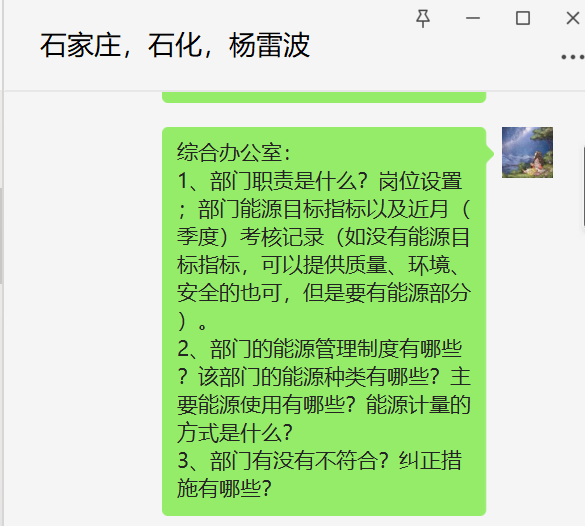 石家庄，石化，杨雷波
综合办公室：
1、部门职责是什么？岗位设置
；部门能源目标指标以及近月（
季度）考核记录（如没有能源目
标指标，可以提供质量、环境、
安全的也可，但是要有能源部分
）。
2、部门的能源管理制度有哪些
？该部门的能源种类有哪些？主
要能源使用有哪些？能源计量的
方式是什么？
3、部门有没有不符合？纠正措
施有哪些？